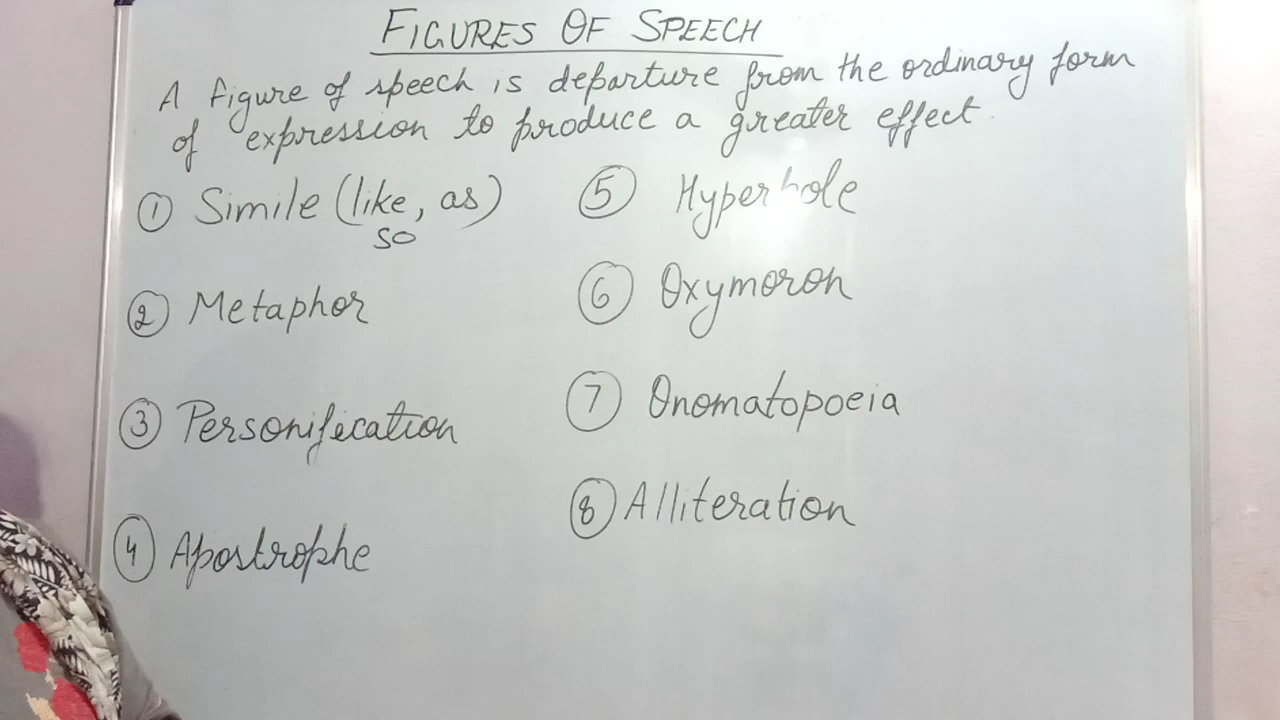 FIGURES OF SPEECH
A figure of speech is departure from the ordinary form
of expression to produce a greater effect.
① Simile (like, as)
so
② Metaphor
③ Personification
④ Apostrophe
⑤ Hyperbole
⑥ Oxymoron
⑦ Onomatopoeia
⑧ Alliteration